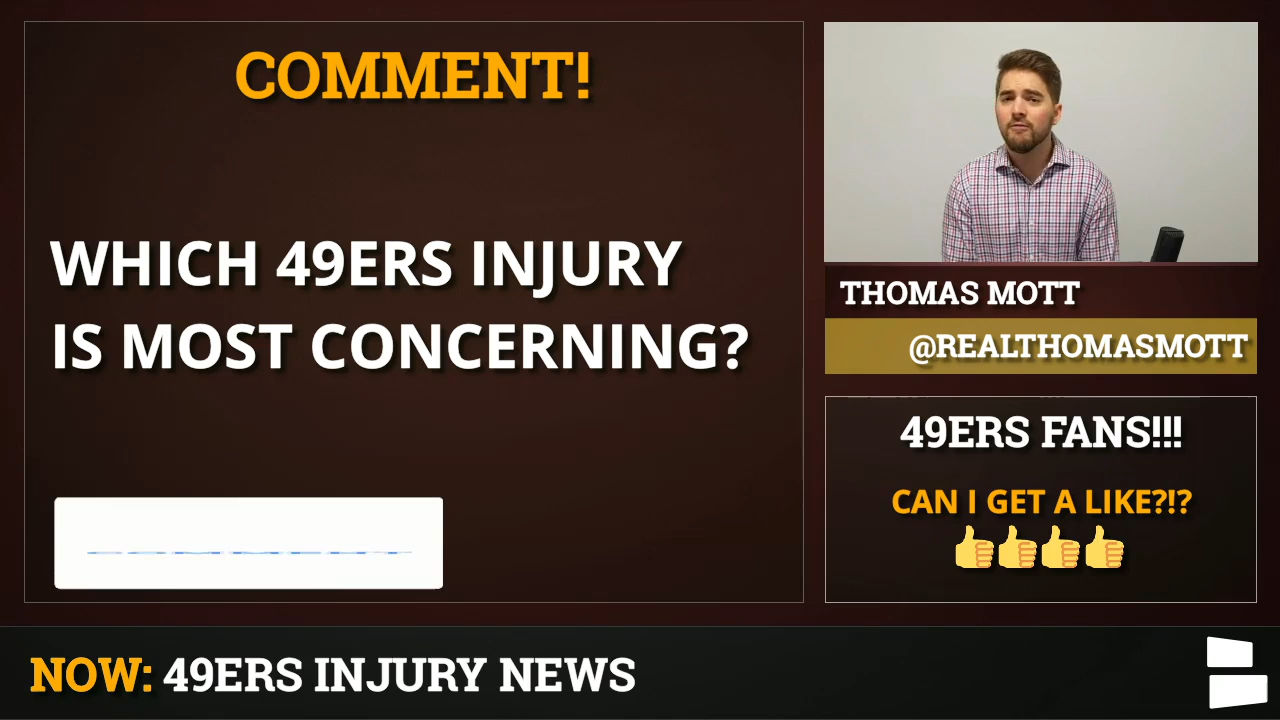 COMMENT!
WHICH 49ERS INJURY
IS MOST CONCERNING?
THOMAS MOTT
@REALTHOMASMOTT
49ERS FANS!!!
CAN I GET A LIKE?!?
NOW: 49ERS INJURY NEWS